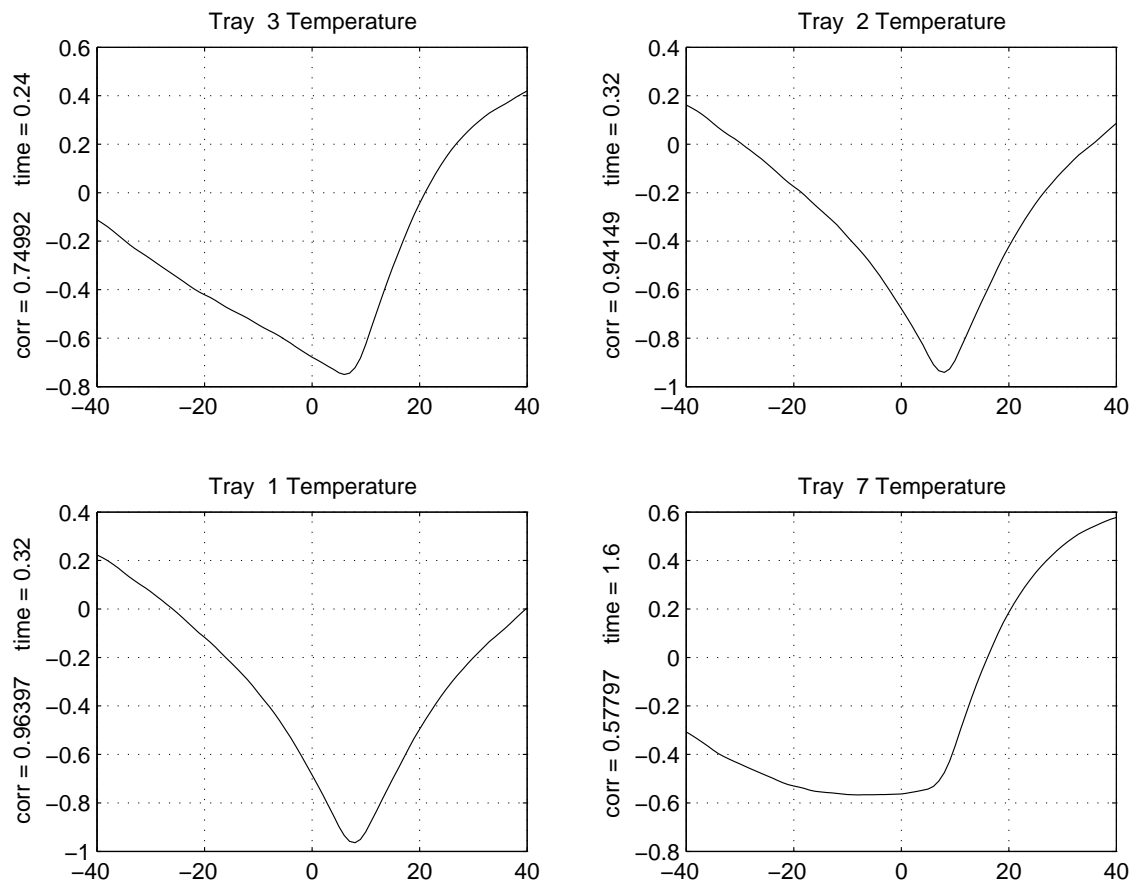 Tray 3 Temperature
0.6
0.4
0.2
0
−0.2
−0.4
−0.6
−0.8
−40 −20 0 20 40
corr = 0.74992 time = 0.24
Tray 2 Temperature
0.4
0.2
0
−0.2
−0.4
−0.6
−0.8
−1
−40 −20 0 20 40
corr = 0.94149 time = 0.32
Tray 1 Temperature
0.4
0.2
0
−0.2
−0.4
−0.6
−0.8
−1
−40 −20 0 20 40
corr = 0.96397 time = 0.32
Tray 7 Temperature
0.6
0.4
0.2
0
−0.2
−0.4
−0.6
−0.8
−40 −20 0 20 40
corr = 0.57797 time = 1.6